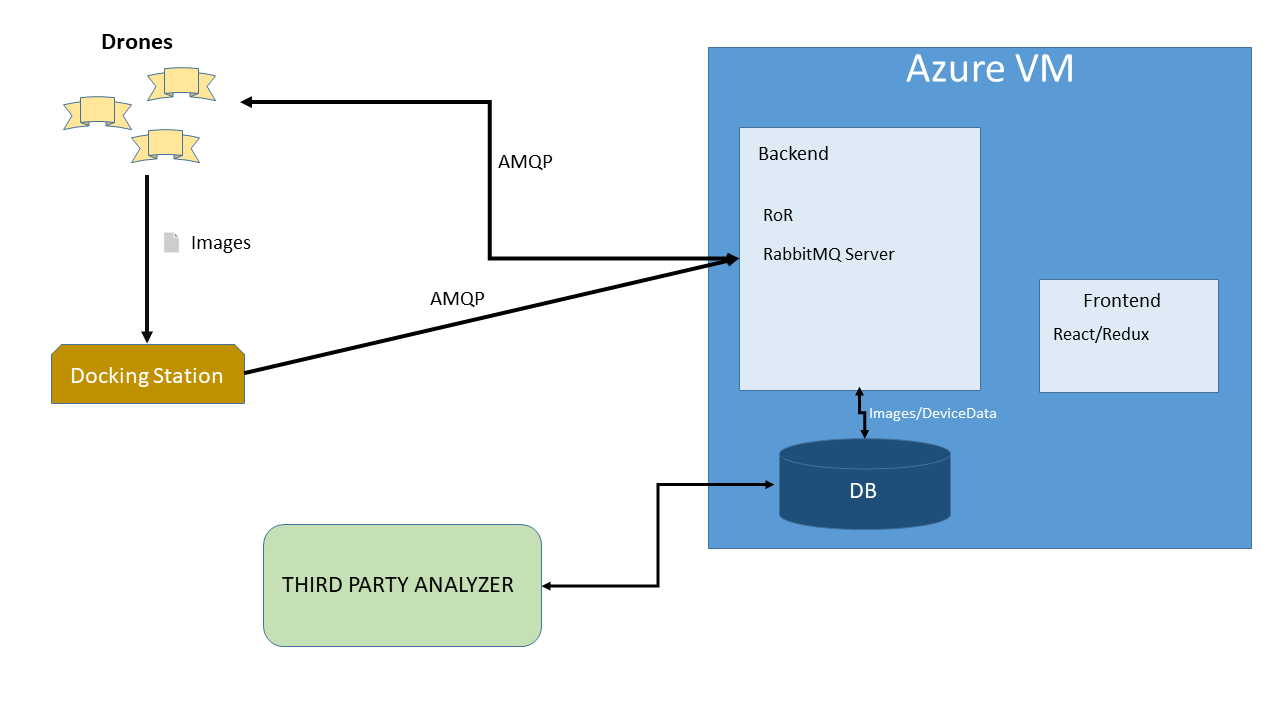 Drones
Azure VM
Backend
AMQP
RoR
Images
RabbitMQ Server
AMQP
Frontend
React/Redux
Docking Station
Images/DeviceData
DB
THIRD PARTY ANALYZER